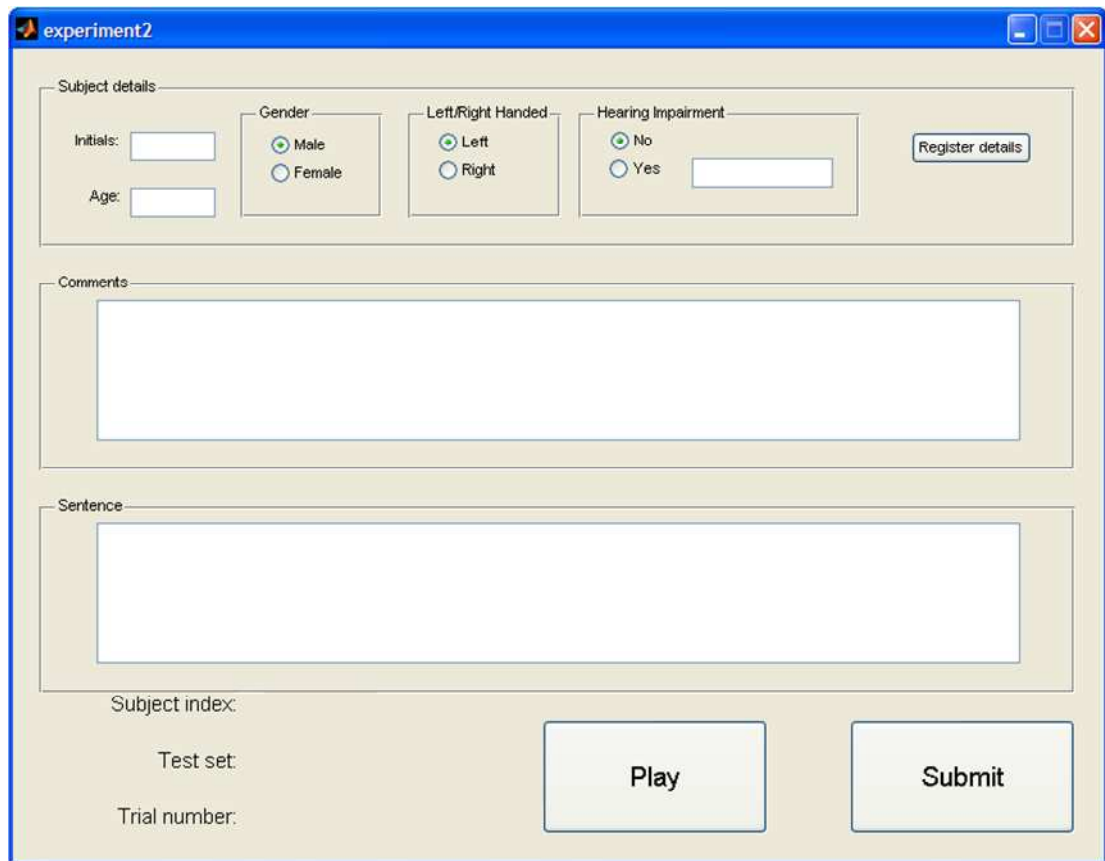 experiment2
Subject details
Initials:
Age:
Gender
Male
Female
Left/Right Handed
Left
Right
Hearing Impairment
No
Yes
Register details
Comments
Sentence
Subject index:
Test set:
Trial number:
Play
Submit